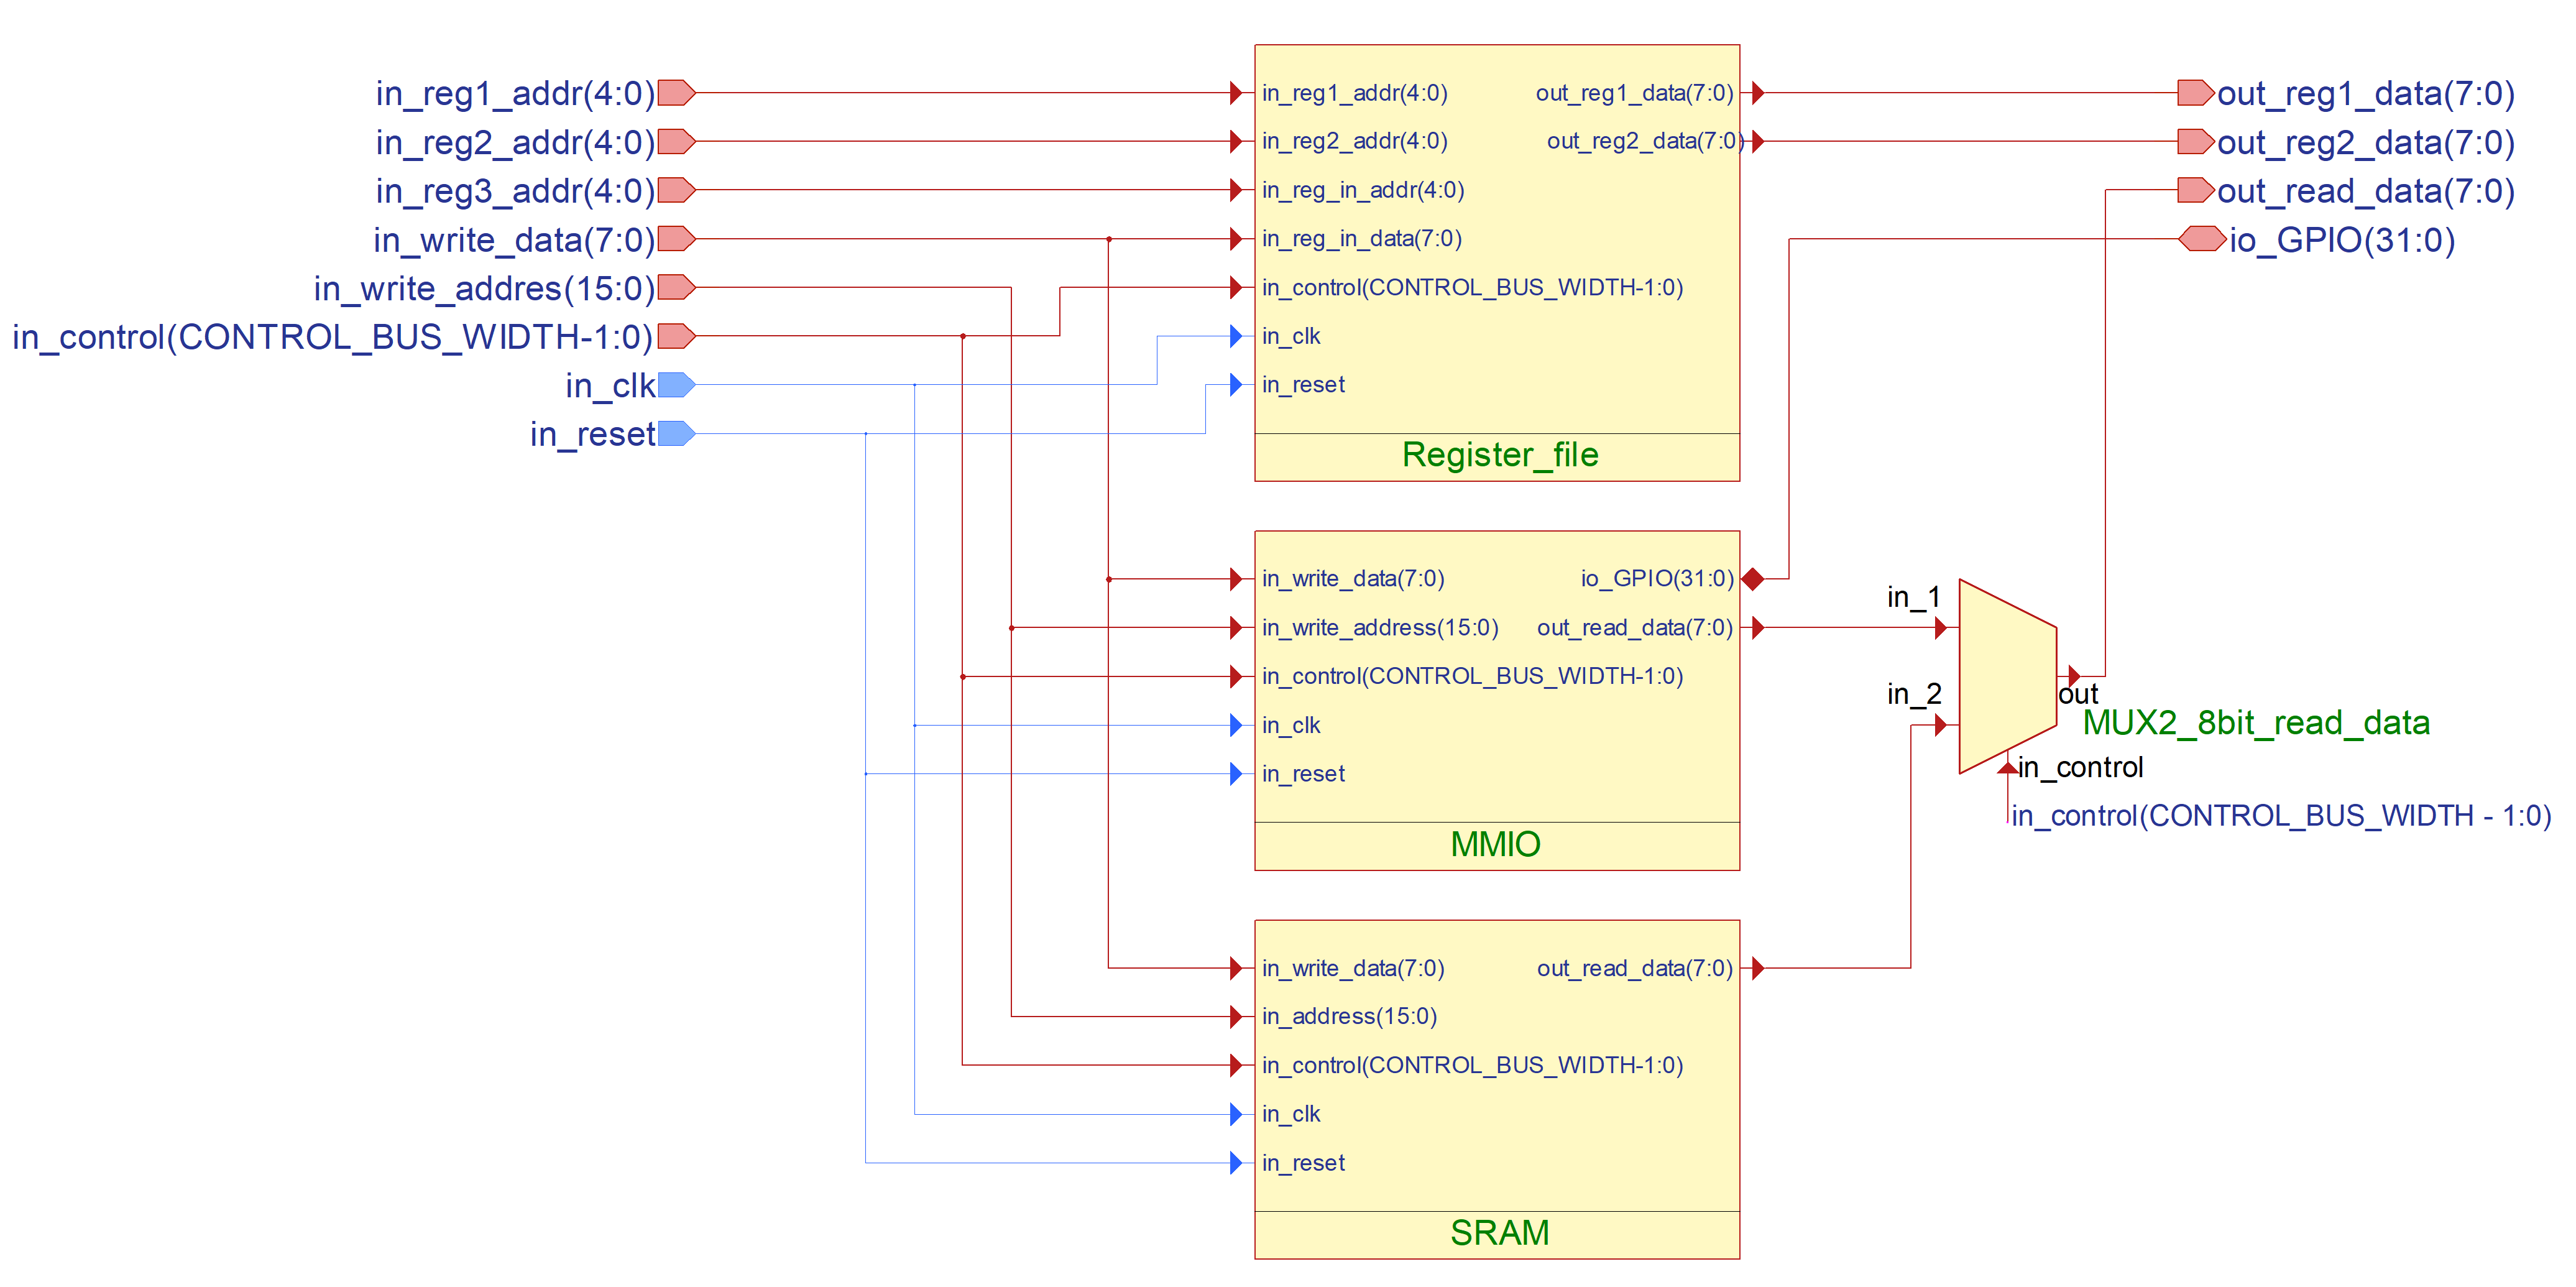 in_reg1_addr(4:0)
in_reg2_addr(4:0)
in_reg3_addr(4:0)
in_write_data(7:0)
in_write_addres(15:0)
in_control(CONTROL_BUS_WIDTH-1:0)
in_clk
in_reset
in_reg1_addr(4:0)
in_reg2_addr(4:0)
in_reg_in_addr(4:0)
in_reg_in_data(7:0)
in_control(CONTROL_BUS_WIDTH-1:0)
in_clk
in_reset
out_reg1_data(7:0)
out_reg2_data(7:0)
Register_file
in_write_data(7:0)
in_write_address(15:0)
in_control(CONTROL_BUS_WIDTH-1:0)
in_clk
in_reset
io_GPIO(31:0)
out_read_data(7:0)
MMIO
in_write_data(7:0)
in_address(15:0)
in_control(CONTROL_BUS_WIDTH-1:0)
in_clk
in_reset
out_read_data(7:0)
SRAM
in_1
in_2
out
MUX2_8bit_read_data
in_control
in_control(CONTROL_BUS_WIDTH - 1:0)
out_reg1_data(7:0)
out_reg2_data(7:0)
out_read_data(7:0)
io_GPIO(31:0)